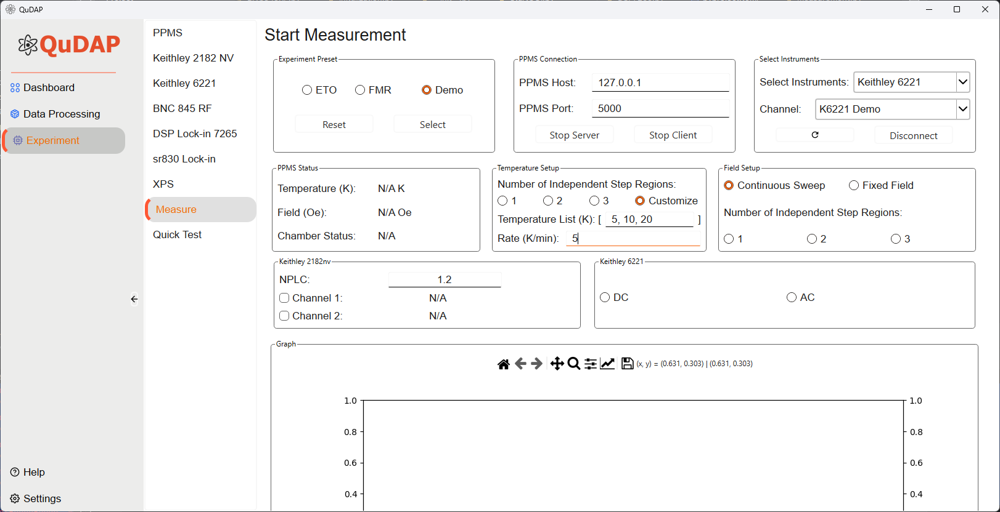 QuDAP
QuDAP
Dashboard
Data Processing
Experiment
Help
Settings
PPMS
Keithley 2182 NV
Keithley 6221
BNC 845 RF
DSP Lock-in 7265
sr830 Lock-in
XPS
Measure
Quick Test
Start Measurement
Experiment Preset
ETO FMR Demo
Reset Select
PPMS Connection
PPMS Host: 127.0.0.1
PPMS Port: 5000
Stop Server Stop Client
Select Instruments
Select Instruments: Keithley 6221
Channel: K6221 Demo
Disconnect
PPMS Status
Temperature (K): N/A K
Field (Oe): N/A Oe
Chamber Status: N/A
Temperature Setup
Number of Independent Step Regions:
1 2 3 Customize
Temperature List (K): [ 5, 10, 20 ]
Rate (K/min): 5
Field Setup
Continuous Sweep Fixed Field
Number of Independent Step Regions:
1 2 3
Keithley 2182nv
NPLC: 1.2
Channel 1: N/A
Channel 2: N/A
Keithley 6221
DC AC
Graph
(x, y) = (0.631, 0.303) | (0.631, 0.303)
1.0 1.0
0.8 0.8
0.6 0.6
0.4 0.4